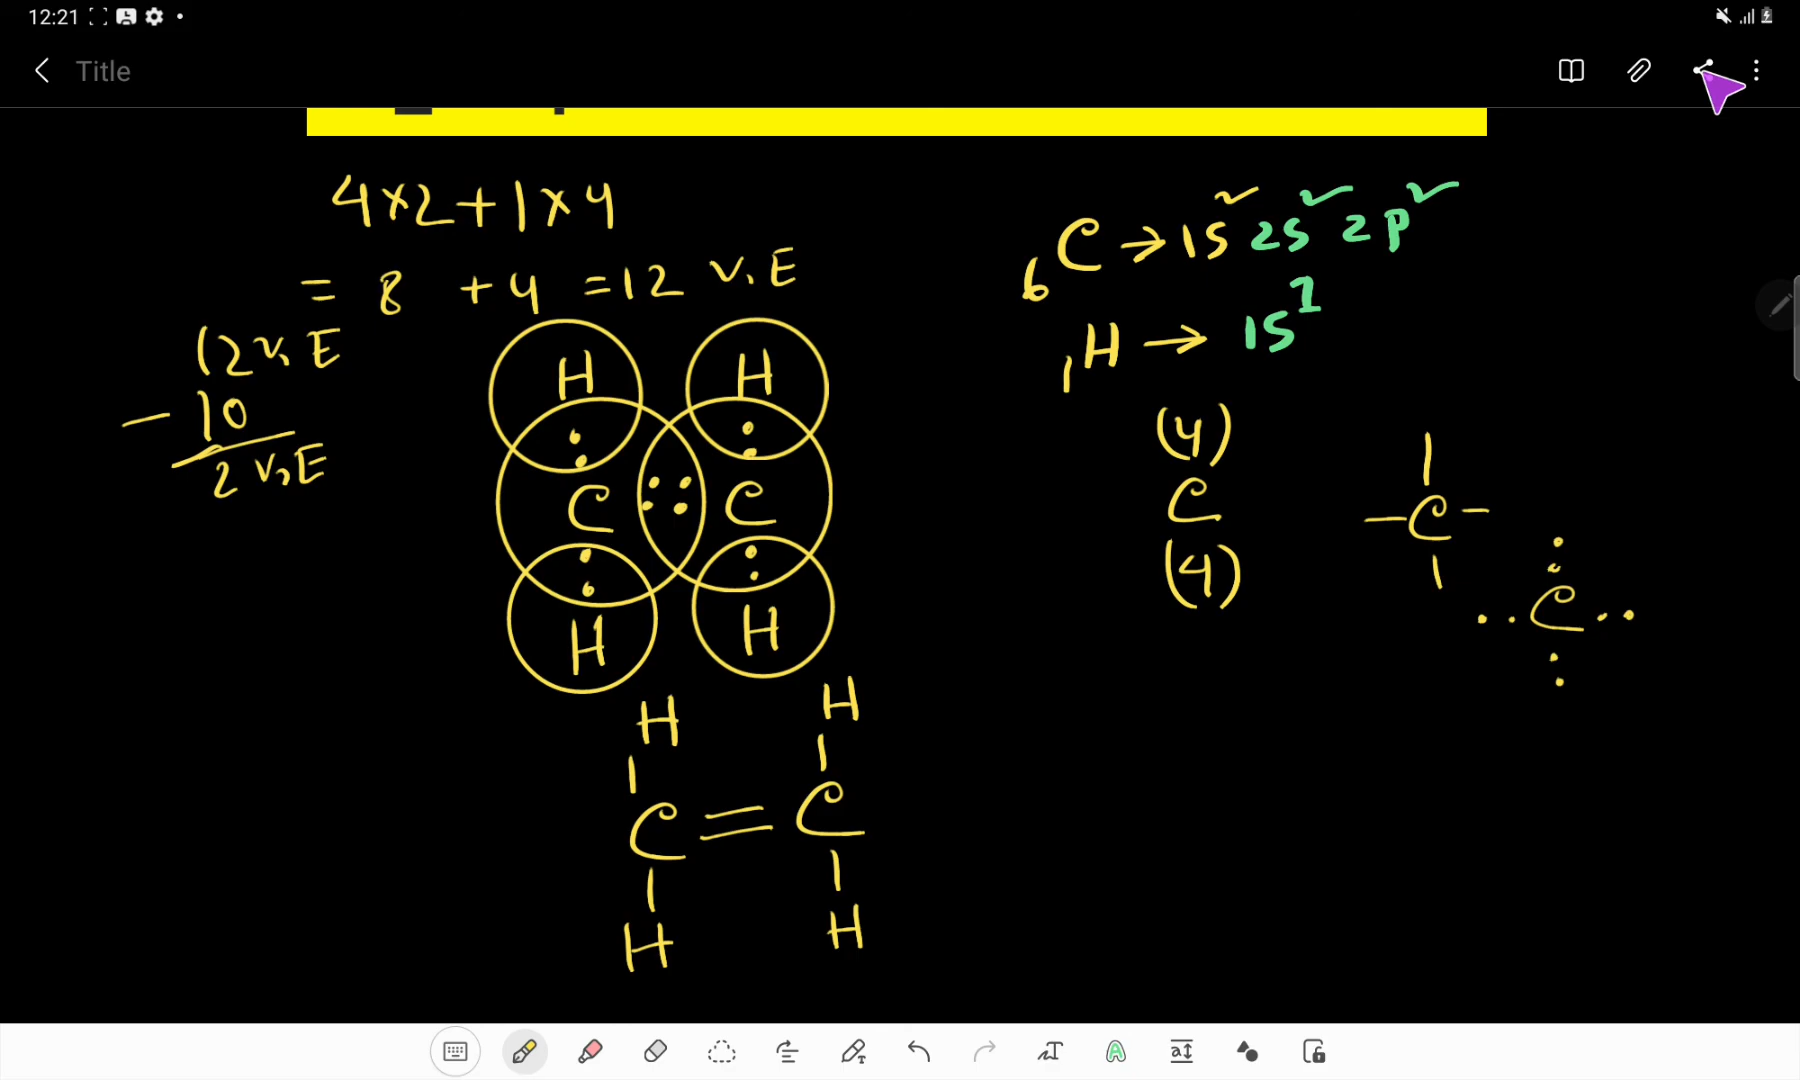 12:21
Title
4×2+1×4
= 8 +4 =12 V.E
12 V.E
- 10
2 V.E
H H
C C
H H
6C → 1s² 2s² 2p²
1H → 1s¹
(4)
C
(4)
C
C
H H
C = C
H H